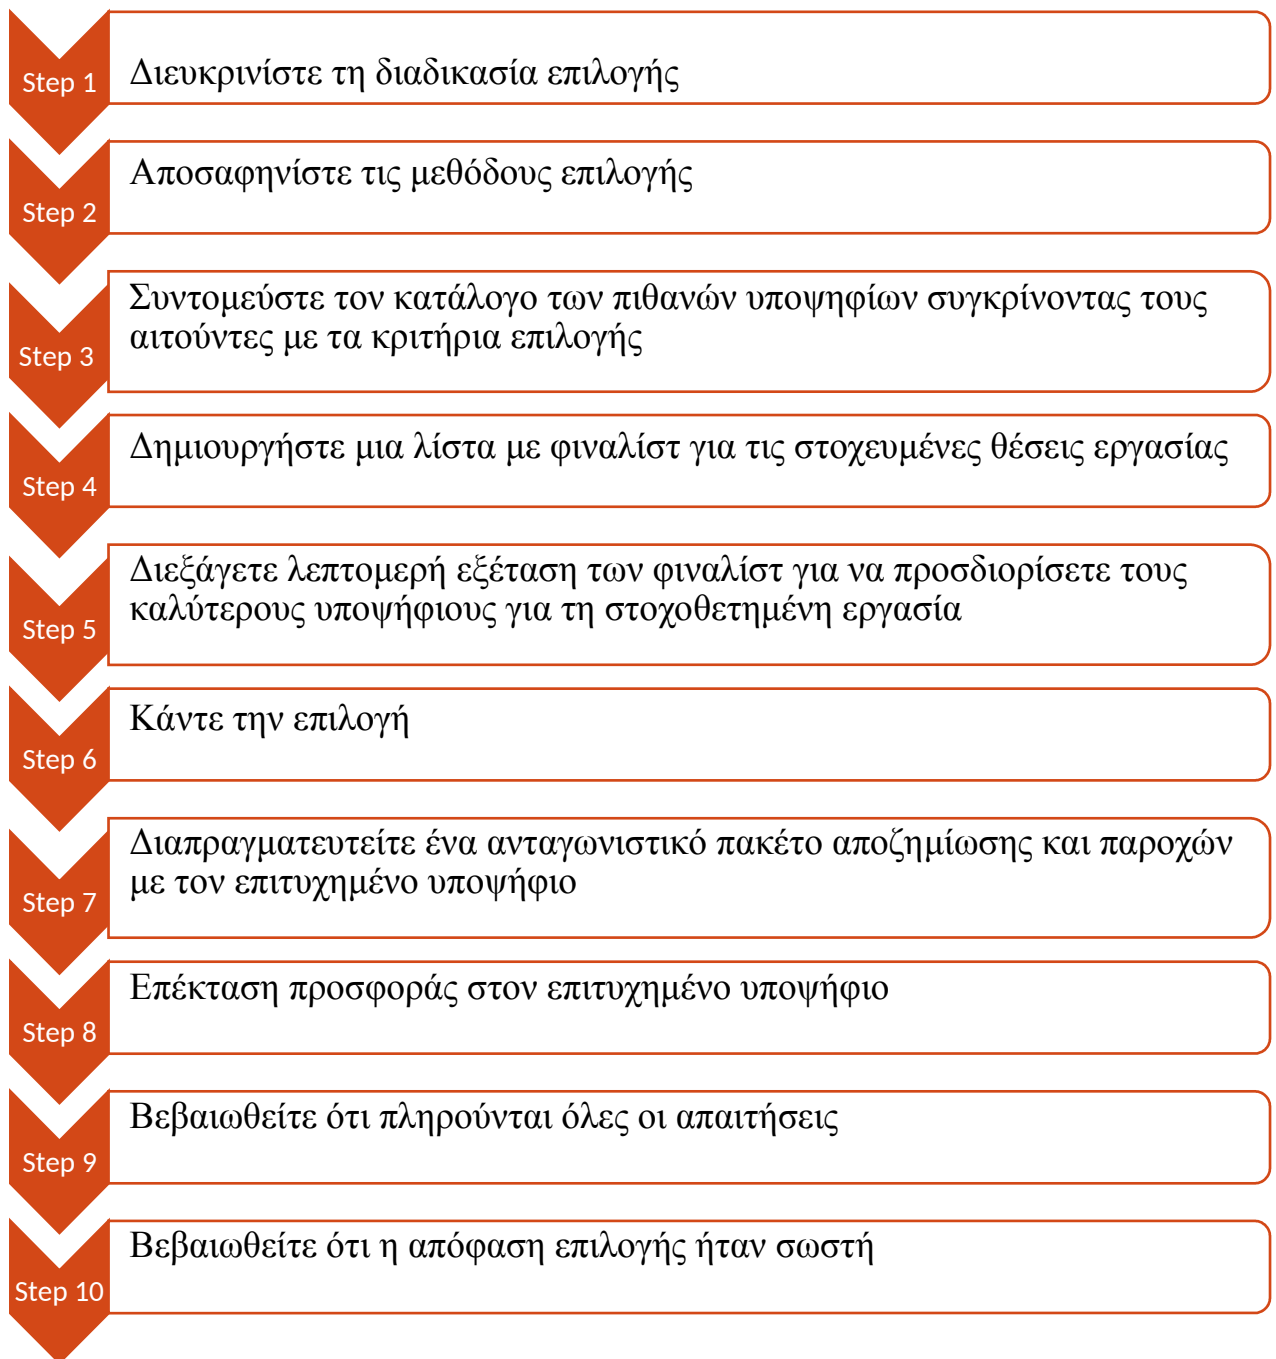 Step 1
Διευκρινίστε τη διαδικασία επιλογής
Step 2
Αποσαφηνίστε τις μεθόδους επιλογής
Step 3
Συντομεύστε τον κατάλογο των πιθανών υποψηφίων συγκρίνοντας τους
αιτούντες με τα κριτήρια επιλογής
Step 4
Δημιουργήστε μια λίστα με φιναλίστ για τις στοχευμένες θέσεις εργασίας
Step 5
Διεξάγετε λεπτομερή εξέταση των φιναλίστ για να προσδιορίσετε τους
καλύτερους υποψήφιους για τη στοχοθετημένη εργασία
Step 6
Κάντε την επιλογή
Step 7
Διαπραγματευτείτε ένα ανταγωνιστικό πακέτο αποζημίωσης και παροχών
με τον επιτυχημένο υποψήφιο
Step 8
Επέκταση προσφοράς στον επιτυχημένο υποψήφιο
Step 9
Βεβαιωθείτε ότι πληρούνται όλες οι απαιτήσεις
Step 10
Βεβαιωθείτε ότι η απόφαση επιλογής ήταν σωστή